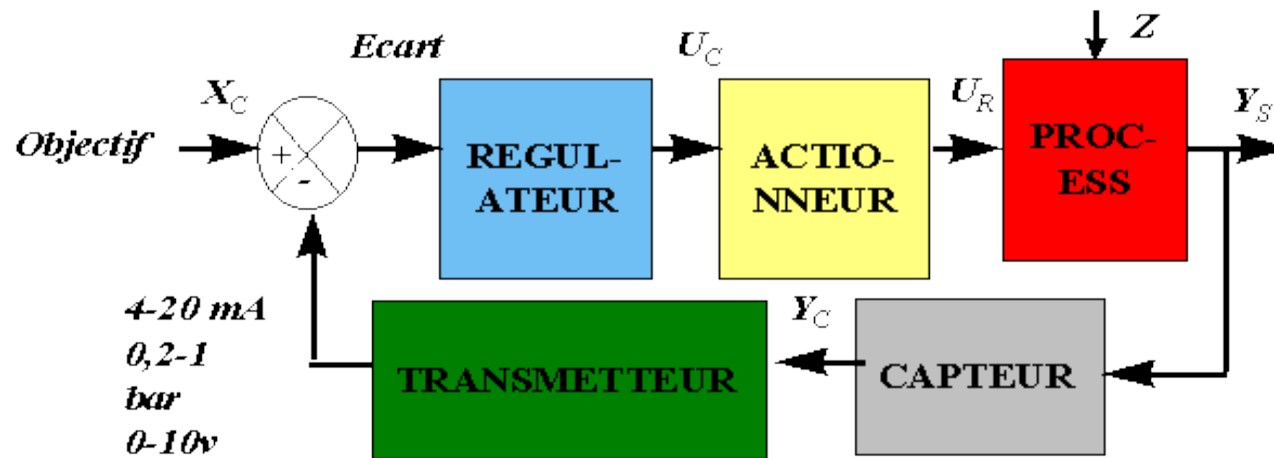 Ecart
U_C
Z
X_C
U_R
Y_S
Objectif
+
-
REGUL-
ATEUR
ACTIO-
NNEUR
PROC-
ESS
4-20 mA
0,2-1
bar
0-10v
TRANSMETTEUR
Y_C
CAPTEUR